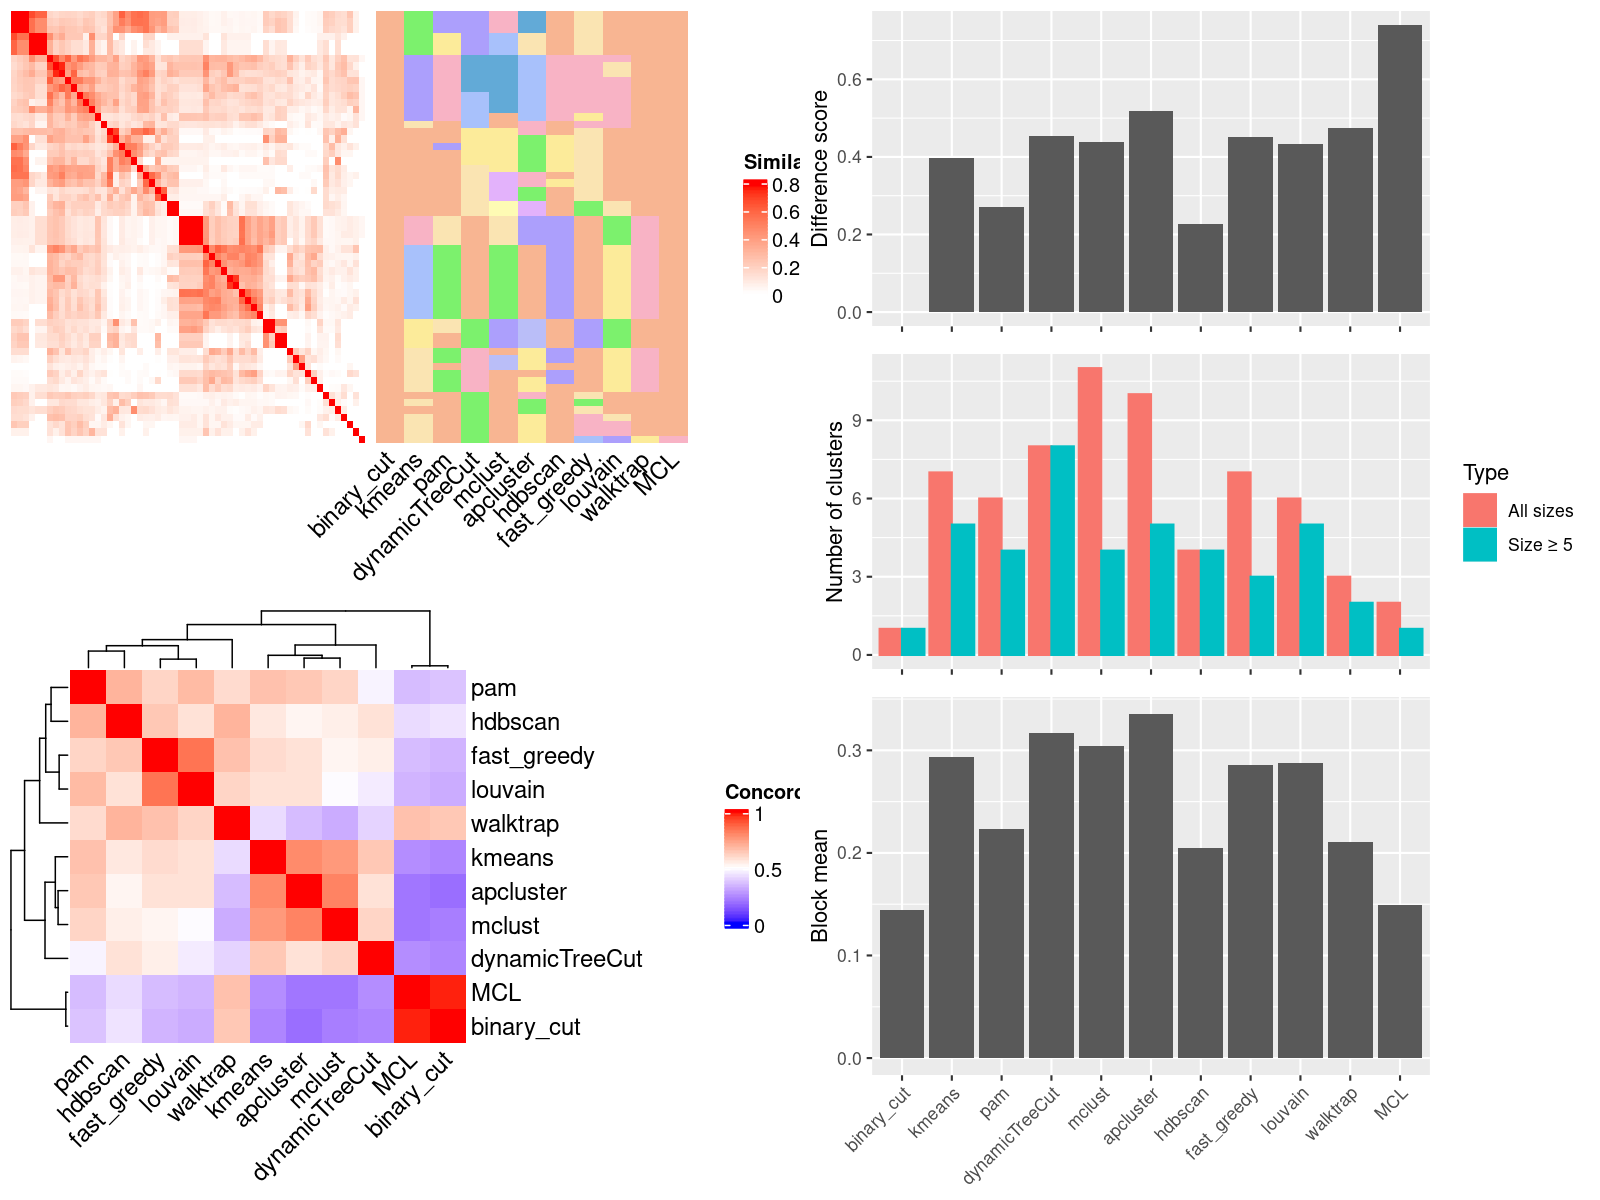 Simila
0.8
0.6
0.4
0.2
0
binary_cut
kmeans
pam
dynamicTreeCut
mclust
apcluster
hdbscan
fast_greedy
louvain
walktrap
MCL
pam
hdbscan
fast_greedy
louvain
walktrap
kmeans
apcluster
mclust
dynamicTreeCut
MCL
binary_cut
pam
hdbscan
fast_greedy
louvain
walktrap
kmeans
apcluster
mclust
dynamicTreeCut
MCL
binary_cut
Concord
1
0.5
0
Difference score
0.6
0.4
0.2
0.0
Number of clusters
9
6
3
0
Type
All sizes
Size ≥ 5
Block mean
0.3
0.2
0.1
0.0
binary_cut
kmeans
pam
dynamicTreeCut
mclust
apcluster
hdbscan
fast_greedy
louvain
walktrap
MCL